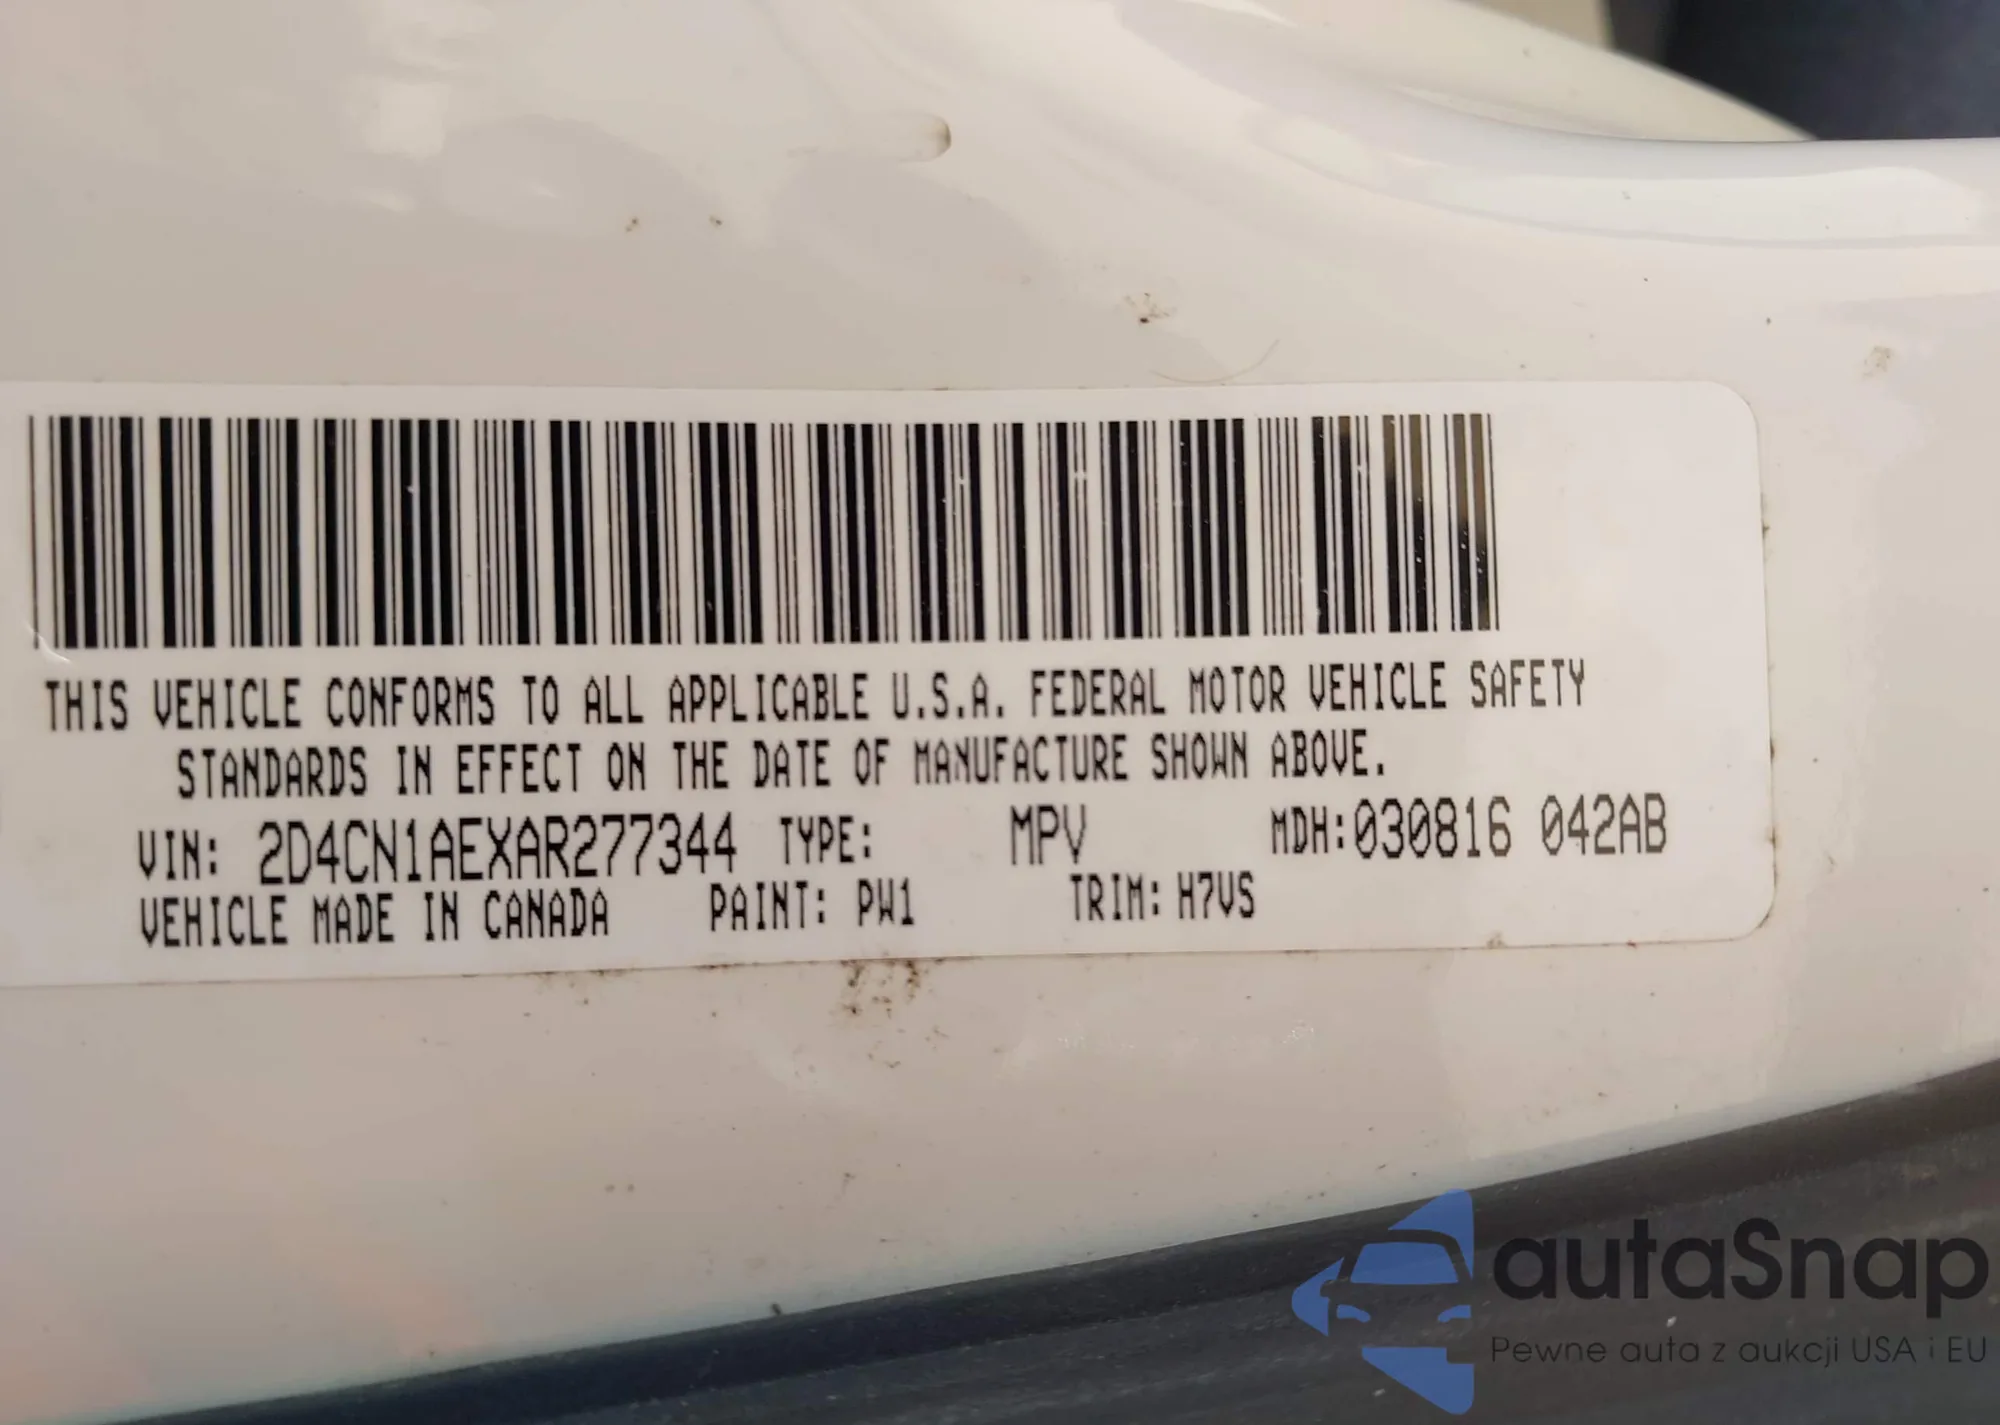 THIS VEHICLE CONFORMS TO ALL APPLICABLE U.S.A. FEDERAL MOTOR VEHICLE SAFETY
STANDARDS IN EFFECT ON THE DATE OF MANUFACTURE SHOWN ABOVE.
VIN: 2D4CN1AEXAR277344 TYPE: MPV MDH:030816 042AB
VEHICLE MADE IN CANADA PAINT: PW1 TRIM: H7VS
autaSnap
Pewne auta z aukcji USA i EU